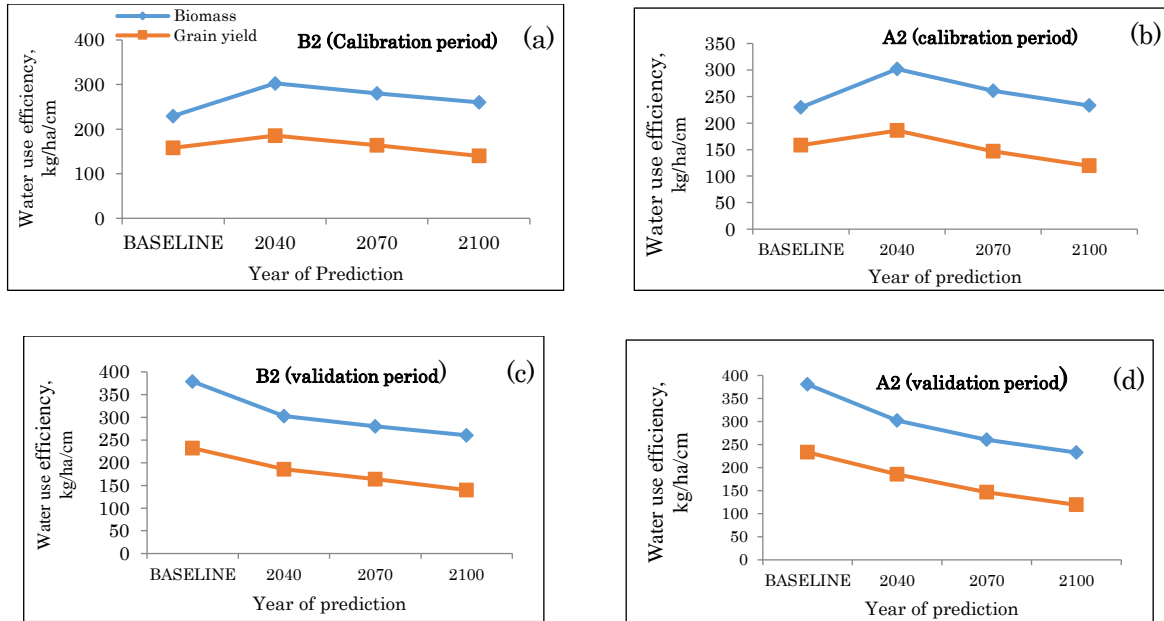 Biomass
Grain yield
B2 (Calibration period)
(a)
Water use efficiency,
kg/ha/cm
400
300
200
100
0
BASELINE 2040 2070 2100
Year of Prediction
A2 (calibration period)
(b)
Water use efficiency,
kg/ha/cm
350
300
250
200
150
100
50
0
BASELINE 2040 2070 2100
Year of prediction
B2 (validation period)
(c)
Water use efficiency,
kg/ha/cm
400
350
300
250
200
150
100
50
0
BASELINE 2040 2070 2100
Year of prediction
A2 (validation period)
(d)
Water use efficiency,
kg/ha/cm
400
350
300
250
200
150
100
50
0
BASELINE 2040 2070 2100
Year of prediction